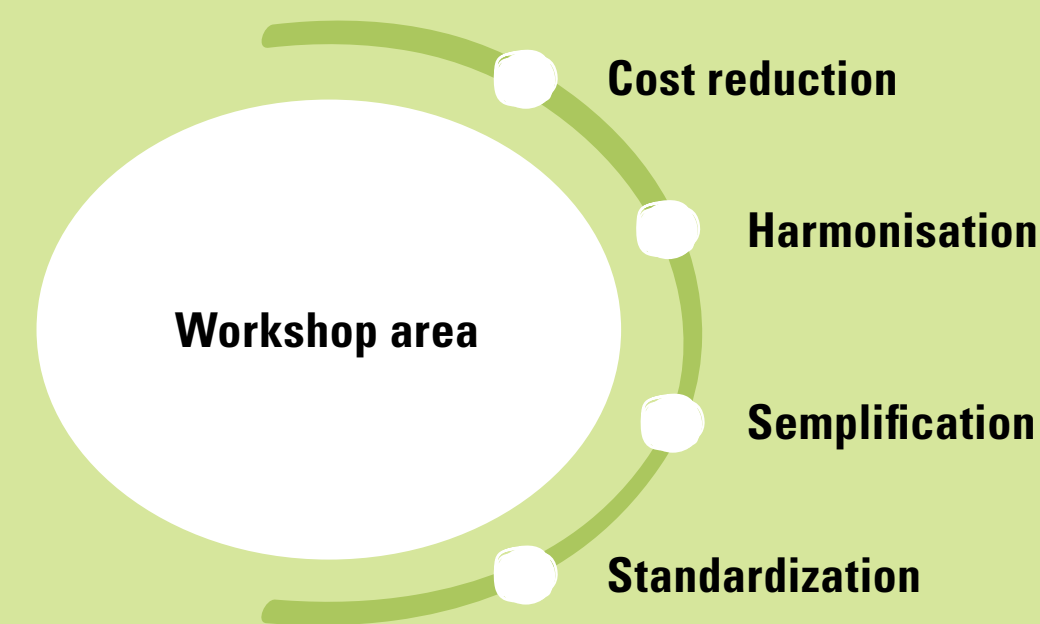 Cost reduction
Harmonisation
Workshop area
Semplification
Standardization